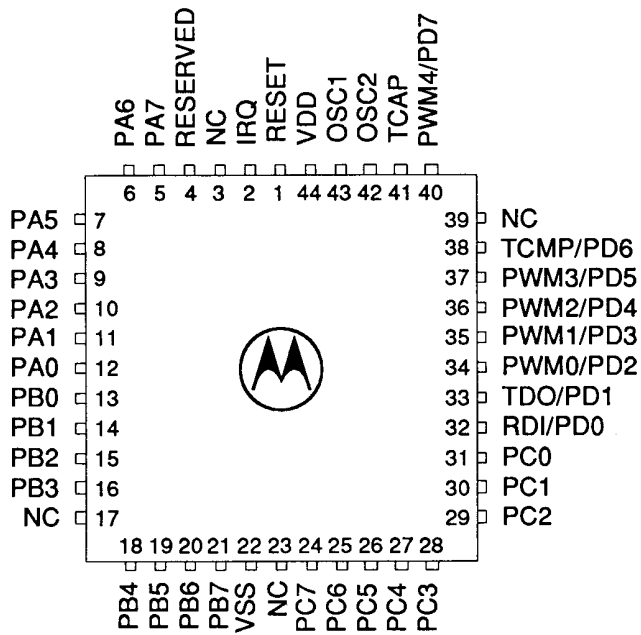 PA6 PA7 RESERVED NC IRQ RESET VDD OSC1 OSC2 TCAP PWM4/PD7
6 5 4 3 2 1 44 43 42 41 40
PA5 7 39 NC
PA4 8 38 TCMP/PD6
PA3 9 37 PWM3/PD5
PA2 10 36 PWM2/PD4
PA1 11 35 PWM1/PD3
PA0 12 34 PWM0/PD2
PB0 13 33 TDO/PD1
PB1 14 32 RDI/PD0
PB2 15 31 PC0
PB3 16 30 PC1
NC 17 29 PC2
18 19 20 21 22 23 24 25 26 27 28
PB4 PB5 PB6 PB7 VSS NC PC7 PC6 PC5 PC4 PC3